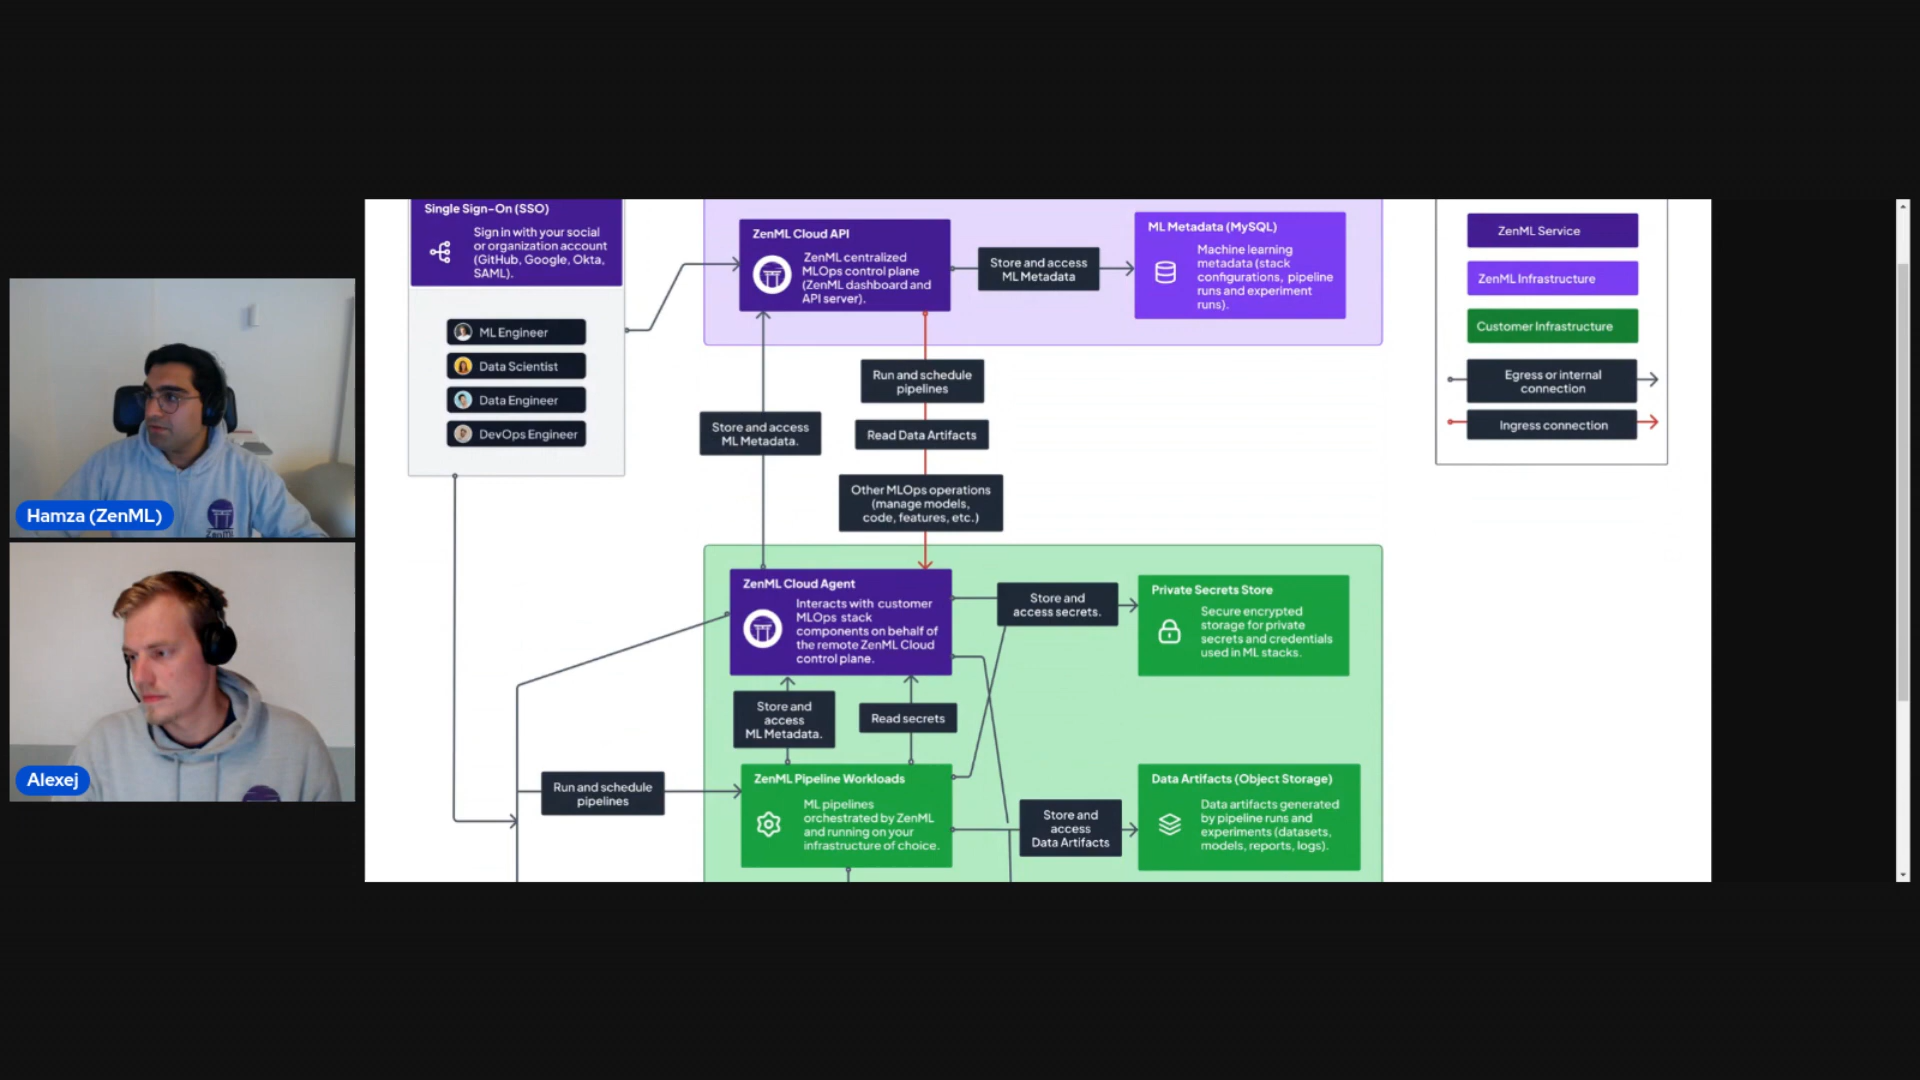 Single Sign-On (SSO)
Sign in with your social
or organization account
(GitHub, Google, Okta,
SAML).
ML Engineer
Data Scientist
Data Engineer
DevOps Engineer
ZenML Cloud API
ZenML centralized
MLOps control plane
(ZenML dashboard and
API server).
Store and access
ML Metadata
ML Metadata (MySQL)
Machine learning
metadata (stack
configurations, pipeline
runs and experiment
runs).
ZenML Service
ZenML Infrastructure
Customer Infrastructure
Egress or internal
connection
Ingress connection
Store and access
ML Metadata.
Run and schedule
pipelines
Read Data Artifacts
Other MLOps operations
(manage models,
code, features, etc.)
ZenML Cloud Agent
Interacts with customer
MLOps stack
components on behalf of
the remote ZenML Cloud
control plane.
Store and
access secrets.
Private Secrets Store
Secure encrypted
storage for private
secrets and credentials
used in ML stacks.
Store and
access
ML Metadata.
Read secrets
Run and schedule
pipelines
ZenML Pipeline Workloads
ML pipelines
orchestrated by ZenML
and running on your
infrastructure of choice.
Store and
access
Data Artifacts
Data Artifacts (Object Storage)
Data artifacts generated
by pipeline runs and
experiments (datasets,
models, reports, logs).
Hamza (ZenML)
ZenML
Alexej